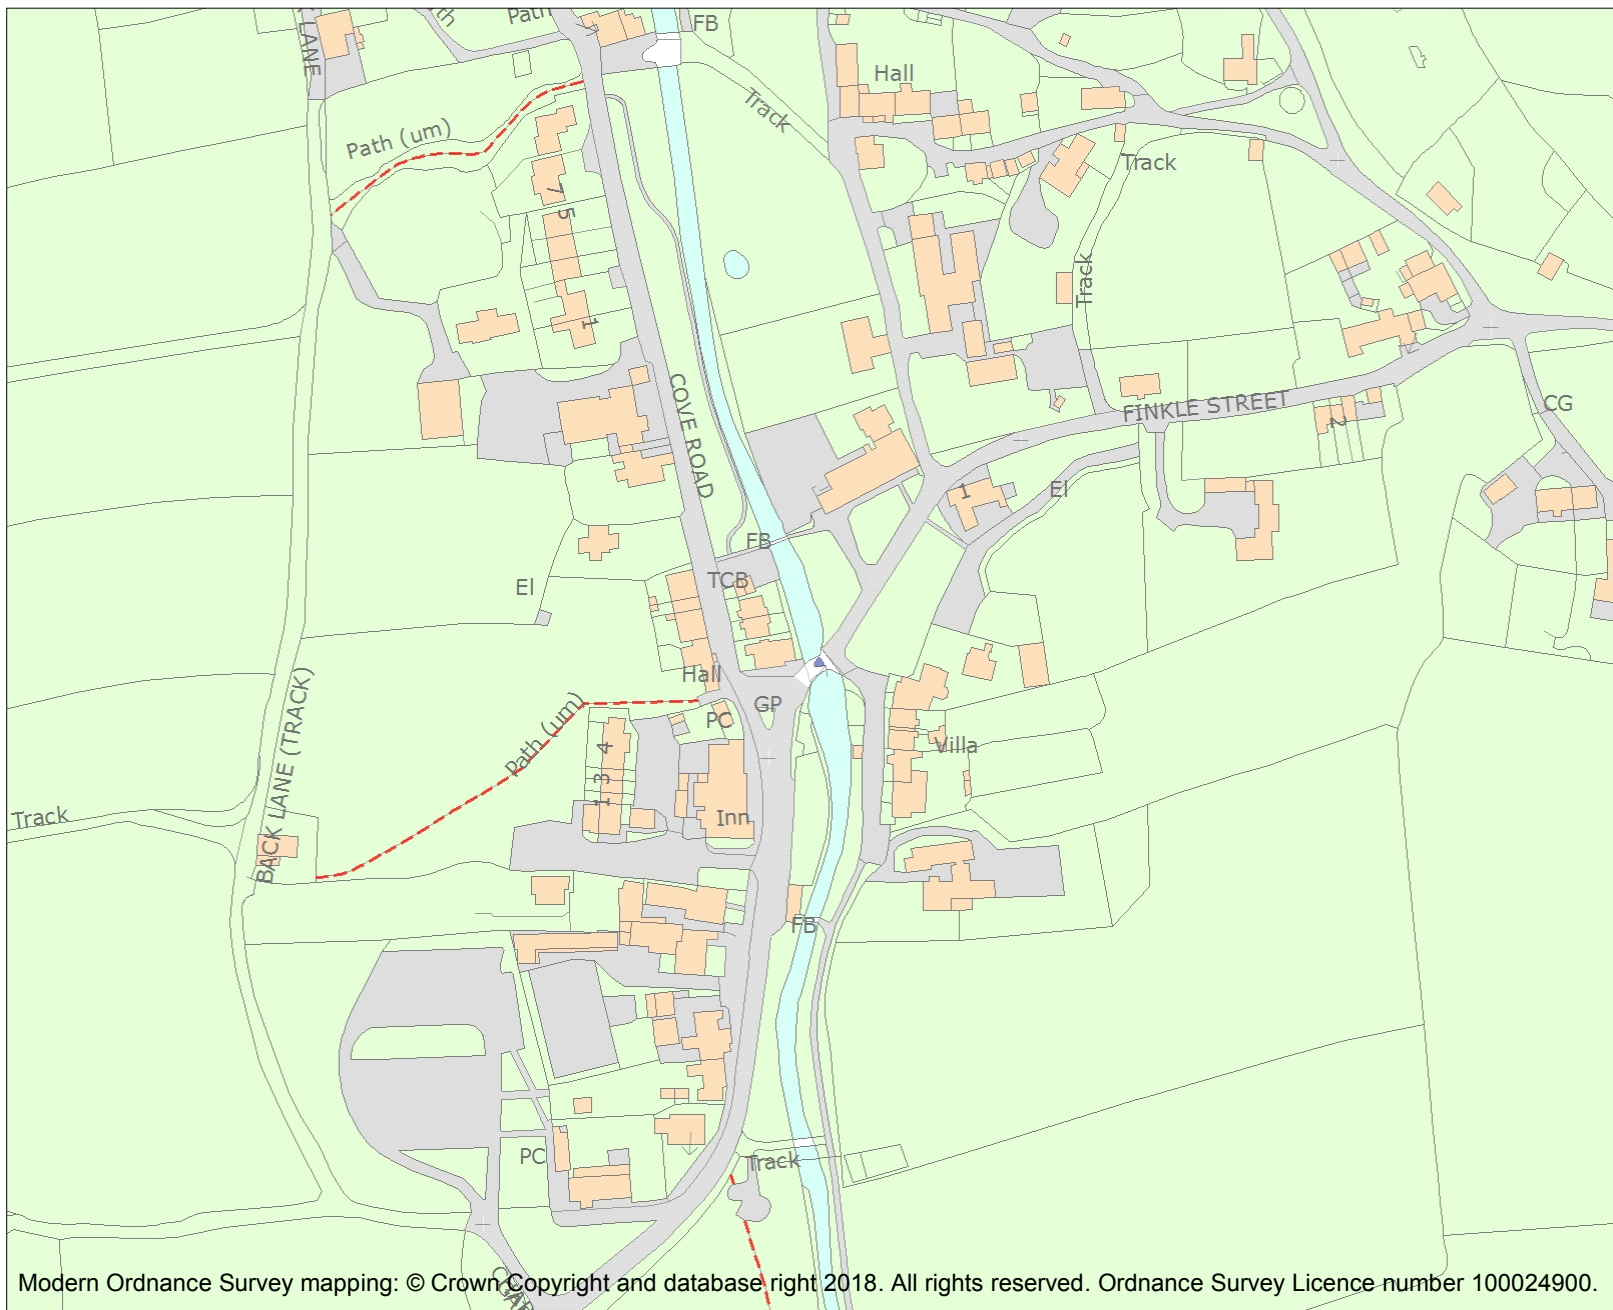 Path
FB
LANE
Hall
Track
Path (um)
Track
7
5
Track
1
COVE ROAD
FINKLE STREET
CG
2
1
El
FB
TCB
El
Hall
GP
PC
Path (um)
Villa
4
3
1
BACK LANE (TRACK)
Track
Inn
FB
PC
Track
Modern Ordnance Survey mapping: © Crown Copyright and database right 2018. All rights reserved. Ordnance Survey Licence number 100024900.